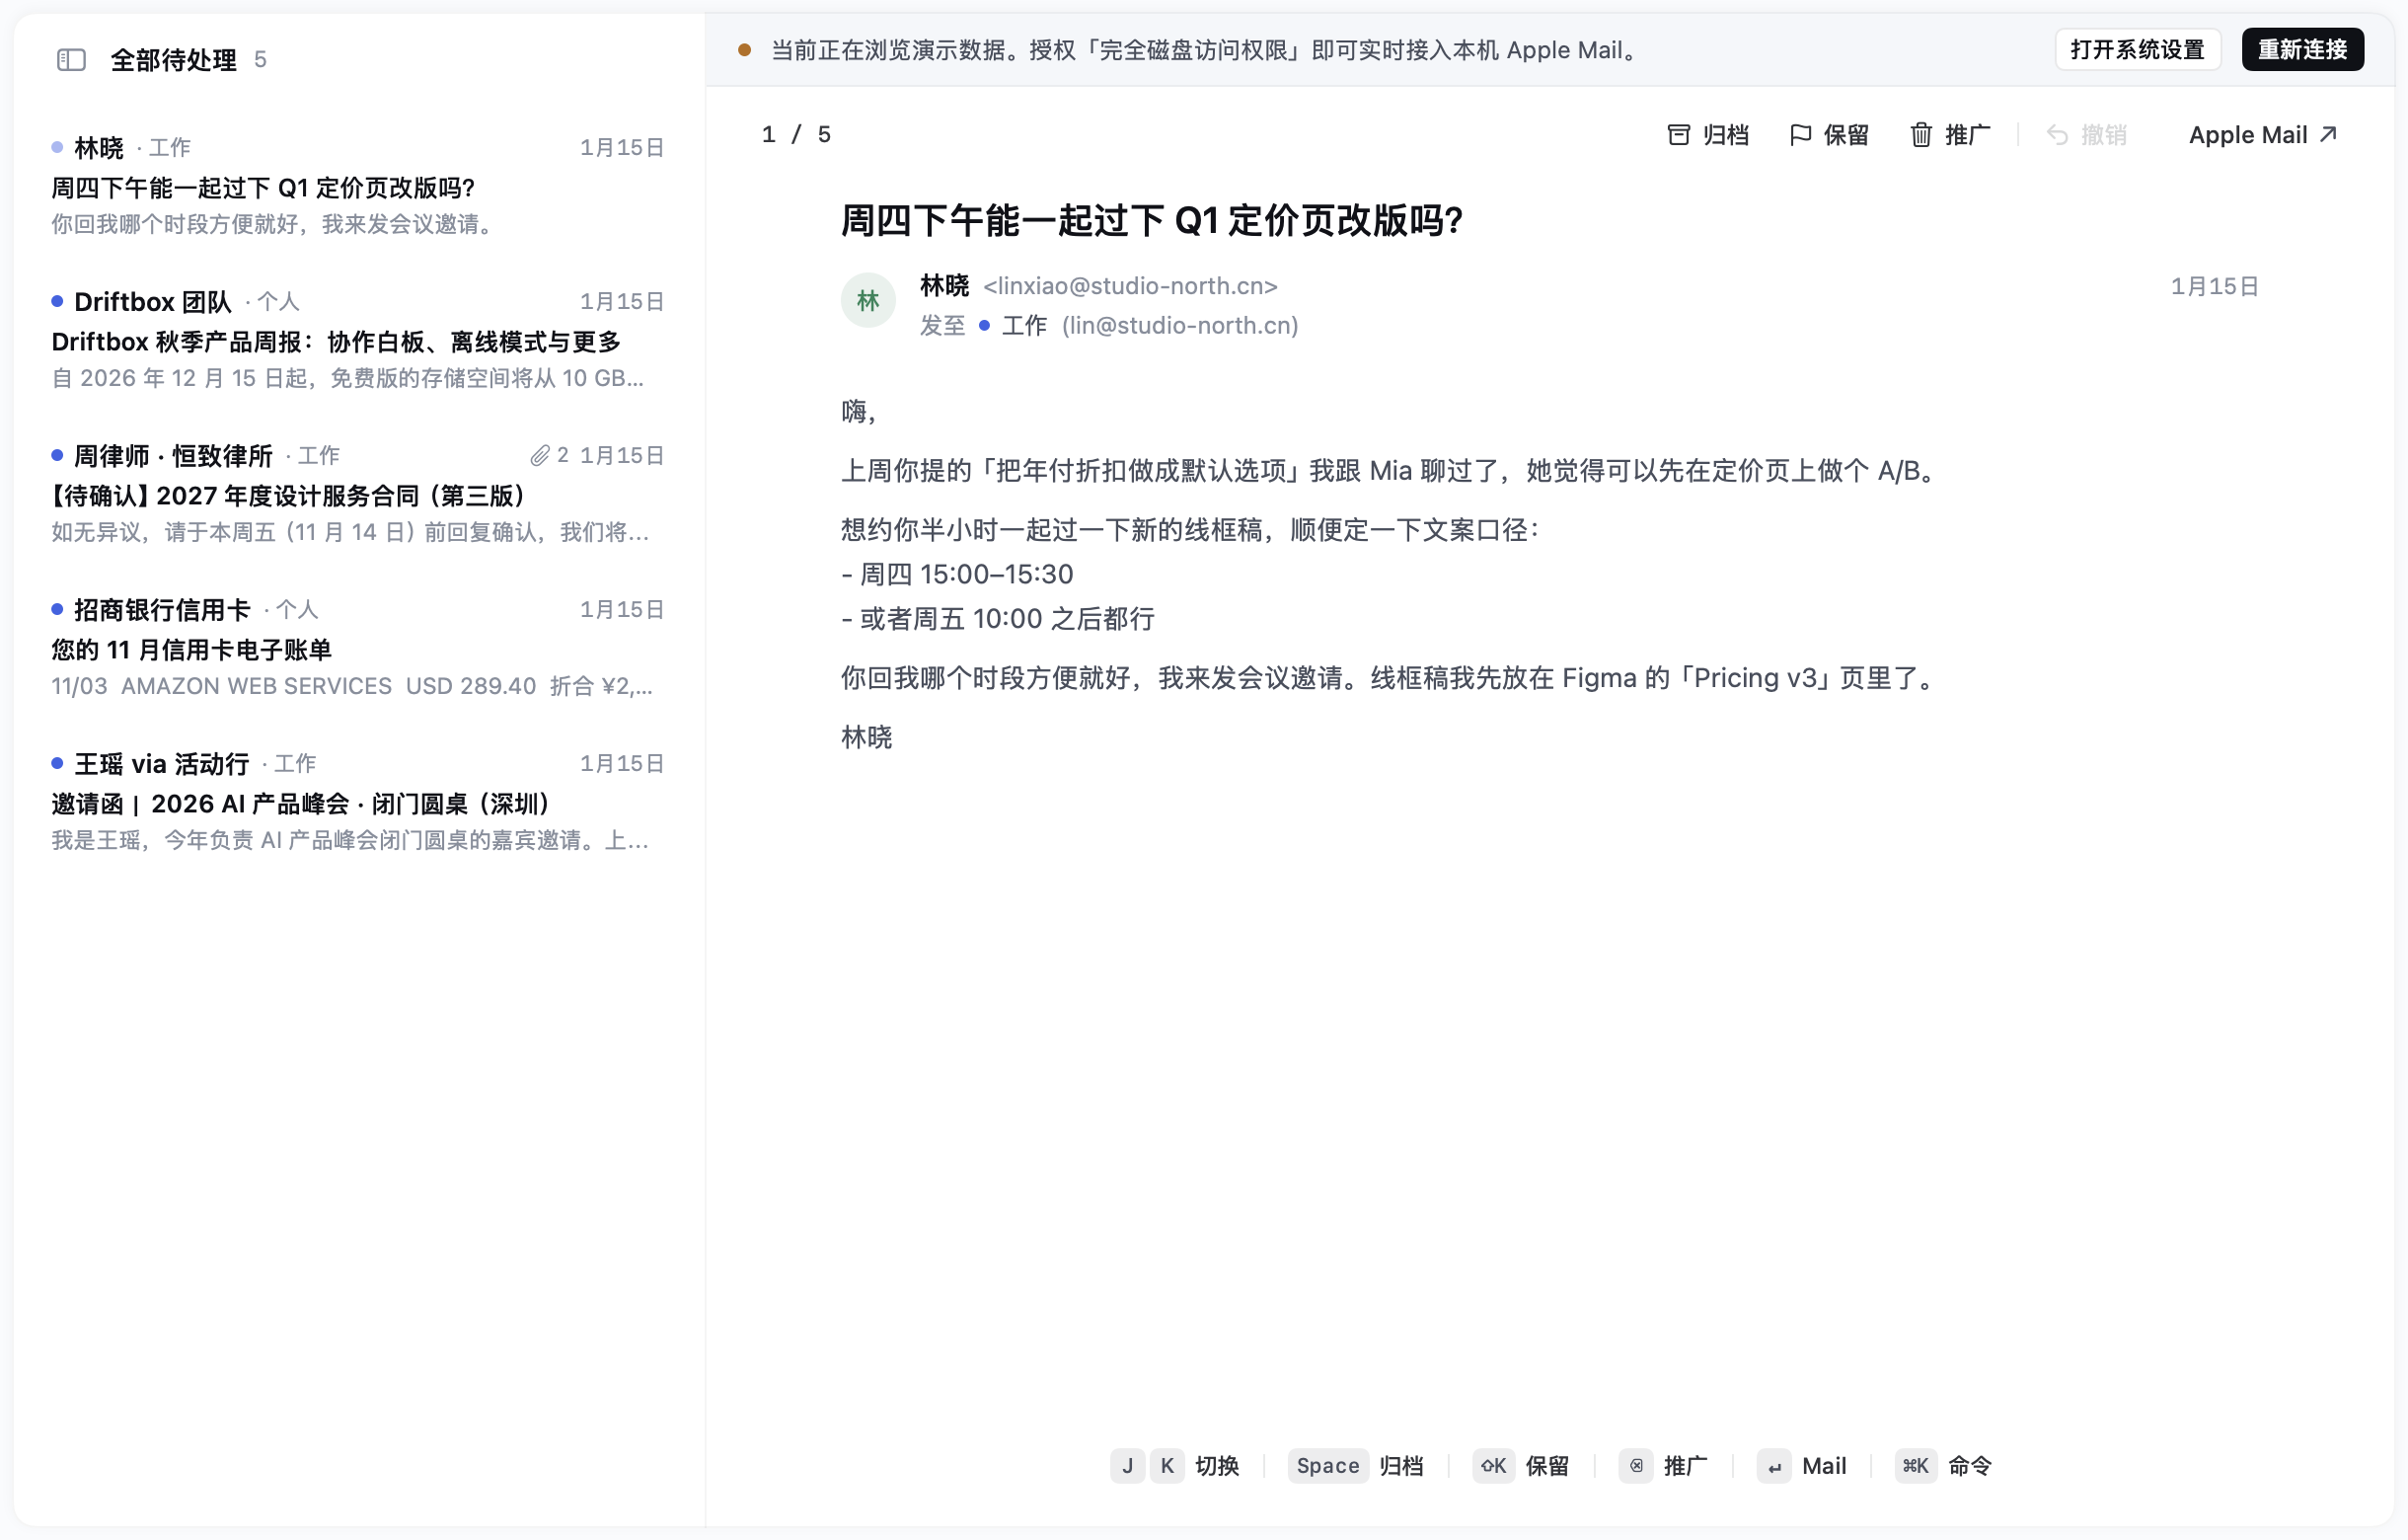 全部待处理 5
林晓 · 工作 1月15日
周四下午能一起过下 Q1 定价页改版吗？
你回我哪个时段方便就好，我来发会议邀请。
Driftbox 团队 · 个人 1月15日
Driftbox 秋季产品周报：协作白板、离线模式与更多
自 2026 年 12 月 15 日起，免费版的存储空间将从 10 GB...
周律师 · 恒致律所 · 工作 2 1月15日
【待确认】2027 年度设计服务合同（第三版）
如无异议，请于本周五（11 月 14 日）前回复确认，我们将...
招商银行信用卡 · 个人 1月15日
您的 11 月信用卡电子账单
11/03 AMAZON WEB SERVICES USD 289.40 折合 ¥2,...
王瑶 via 活动行 · 工作 1月15日
邀请函 | 2026 AI 产品峰会 · 闭门圆桌（深圳）
我是王瑶，今年负责 AI 产品峰会闭门圆桌的嘉宾邀请。上...
当前正在浏览演示数据。授权「完全磁盘访问权限」即可实时接入本机 Apple Mail。 打开系统设置 重新连接
1 / 5 归档 保留 推广 撤销 Apple Mail ↗
周四下午能一起过下 Q1 定价页改版吗？
林 林晓 <linxiao@studio-north.cn> 1月15日
发至 工作 (lin@studio-north.cn)
嗨，
上周你提的「把年付折扣做成默认选项」我跟 Mia 聊过了，她觉得可以先在定价页上做个 A/B。
想约你半小时一起过一下新的线框稿，顺便定一下文案口径：
- 周四 15:00–15:30
- 或者周五 10:00 之后都行
你回我哪个时段方便就好，我来发会议邀请。线框稿我先放在 Figma 的「Pricing v3」页里了。
林晓
J K 切换 Space 归档 ⇧K 保留 ⌫ 推广 ↵ Mail ⌘K 命令